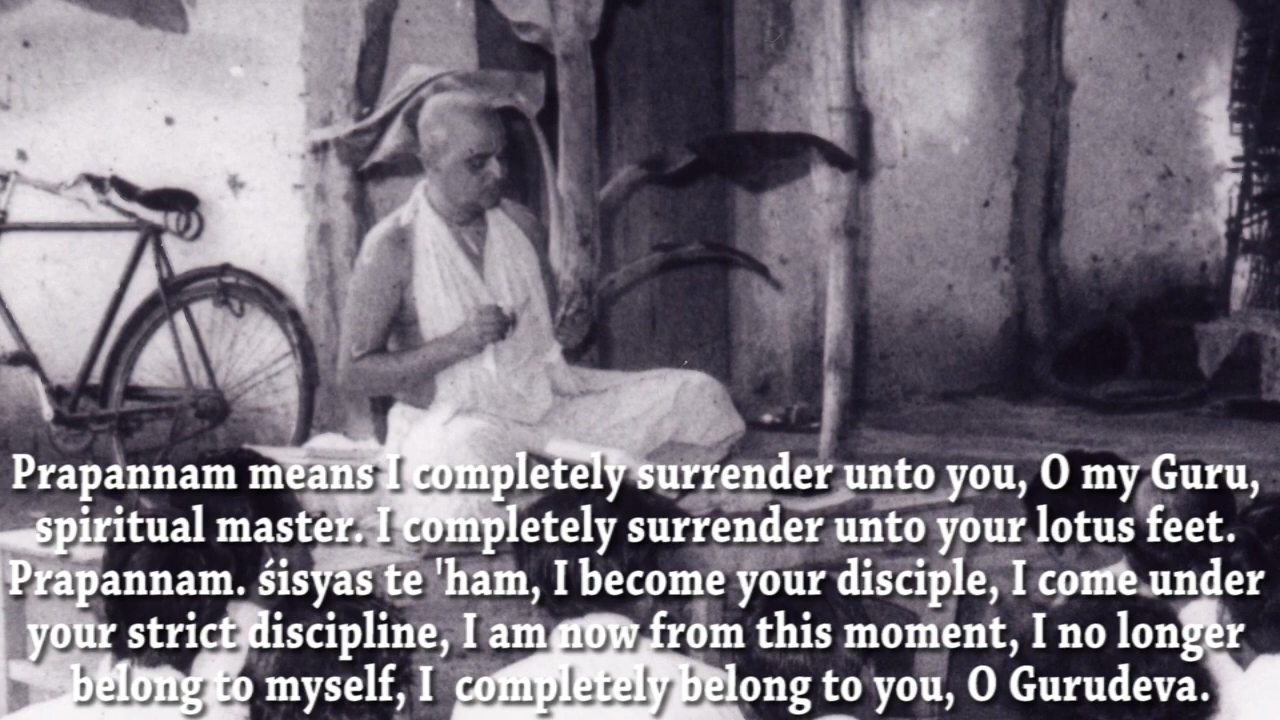 Prapannam means I completely surrender unto you, O my Guru,
spiritual master. I completely surrender unto your lotus feet.
Prapannam. śisyas te 'ham, I become your disciple, I come under
your strict discipline, I am now from this moment, I no longer
belong to myself, I  completely belong to you, O Gurudeva.